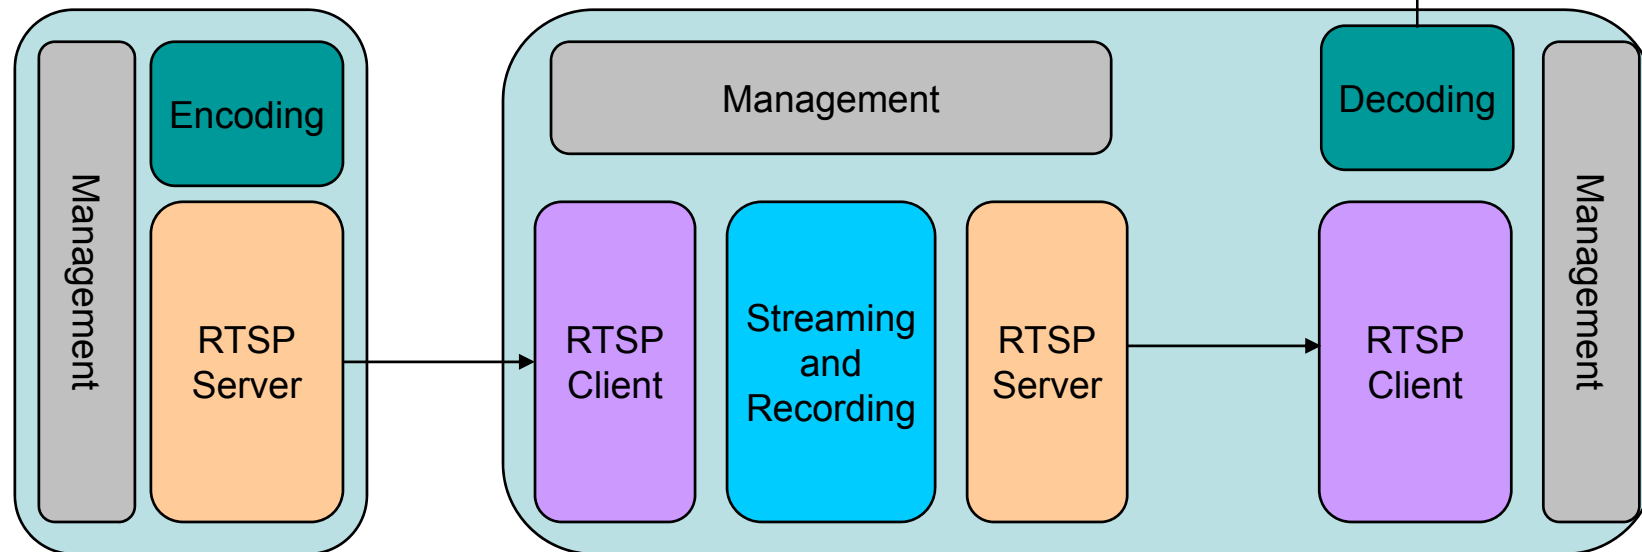 Management
Encoding
RTSP
Server
Management
RTSP
Client
Streaming
and
Recording
RTSP
Server
Decoding
RTSP
Client
Management